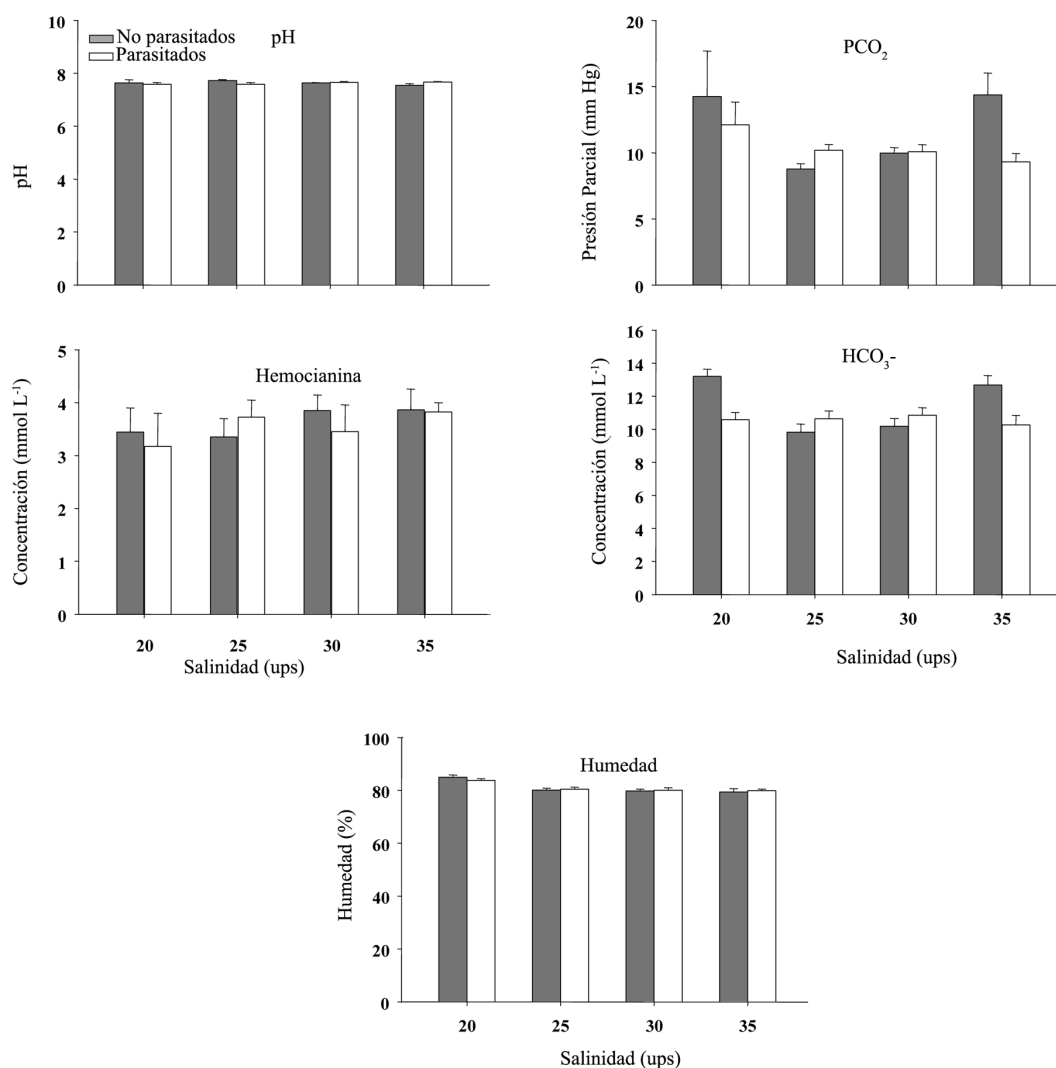 pH
No parasitados
Parasitados
pH
10
8
6
4
2
0
PCO₂
Presión Parcial (mm Hg)
20
15
10
5
0
Hemocianina
Concentración (mmol L⁻¹)
5
4
3
2
1
0
20 25 30 35
Salinidad (ups)
HCO₃-
Concentración (mmol L⁻¹)
16
14
12
10
8
6
4
2
0
20 25 30 35
Salinidad (ups)
Humedad
Humedad (%)
100
80
60
40
20
0
20 25 30 35
Salinidad (ups)